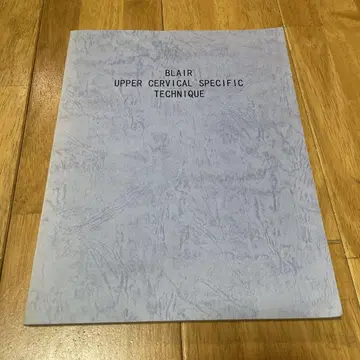 BLAIR
UPPER CERVICAL SPECIFIC
TECHNIQUE